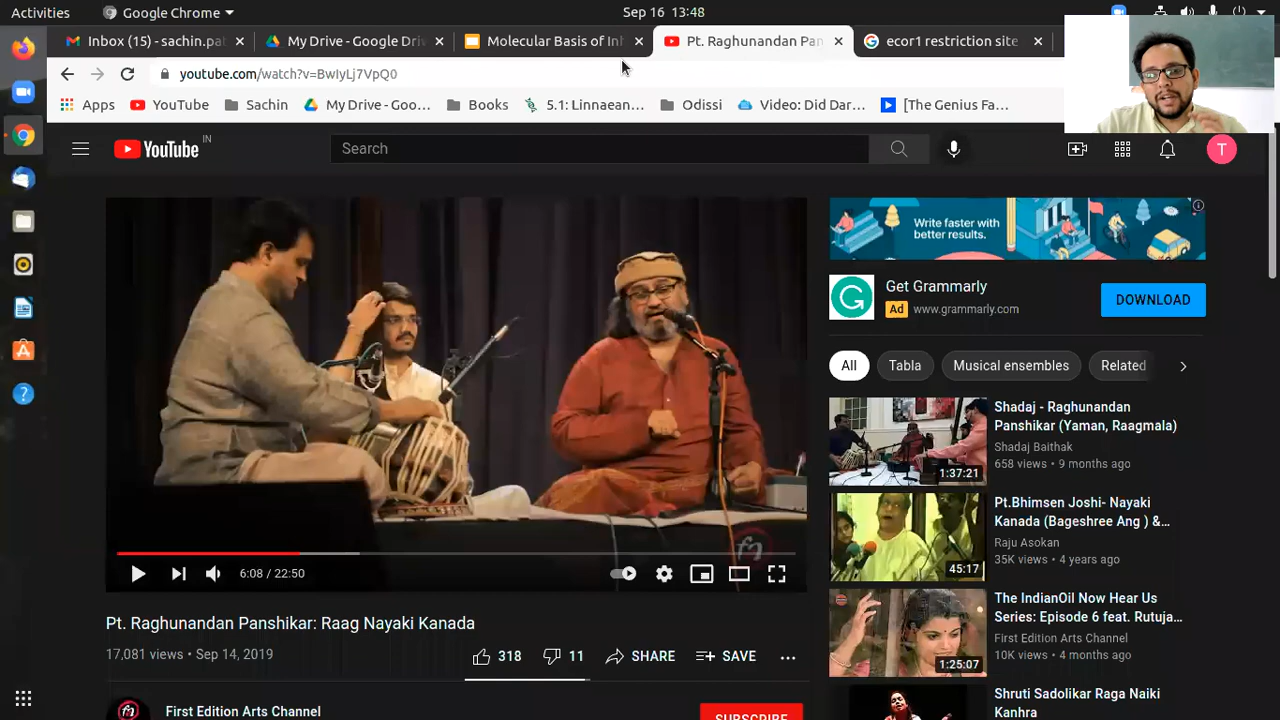 Activities
Google Chrome
Sep 16 13:48
Inbox (15) - sachin.pat
My Drive - Google Driv
Molecular Basis of Inh
Pt. Raghunandan Pan
ecor1 restriction site
youtube.com/watch?v=BwIyLj7VpQ0
Apps
YouTube
Sachin
My Drive - Goo...
Books
5.1: Linnaean...
Odissi
Video: Did Dar...
[The Genius Fa...
YouTube IN
Search
T
Write faster with
better results.
Get Grammarly
Ad www.grammarly.com
DOWNLOAD
All
Tabla
Musical ensembles
Related
Shadaj - Raghunandan
Panshikar (Yaman, Raagmala)
Shadaj Baithak
658 views • 9 months ago
1:37:21
Pt.Bhimsen Joshi- Nayaki
Kanada (Bageshree Ang ) &...
Raju Asokan
35K views • 4 years ago
45:17
The IndianOil Now Hear Us
Series: Episode 6 feat. Rutuja...
First Edition Arts Channel
10K views • 4 months ago
1:25:07
Shruti Sadolikar Raga Naiki
Kanhra
6:08 / 22:50
Pt. Raghunandan Panshikar: Raag Nayaki Kanada
17,081 views • Sep 14, 2019
318
11
SHARE
SAVE
First Edition Arts Channel
SUBSCRIBE